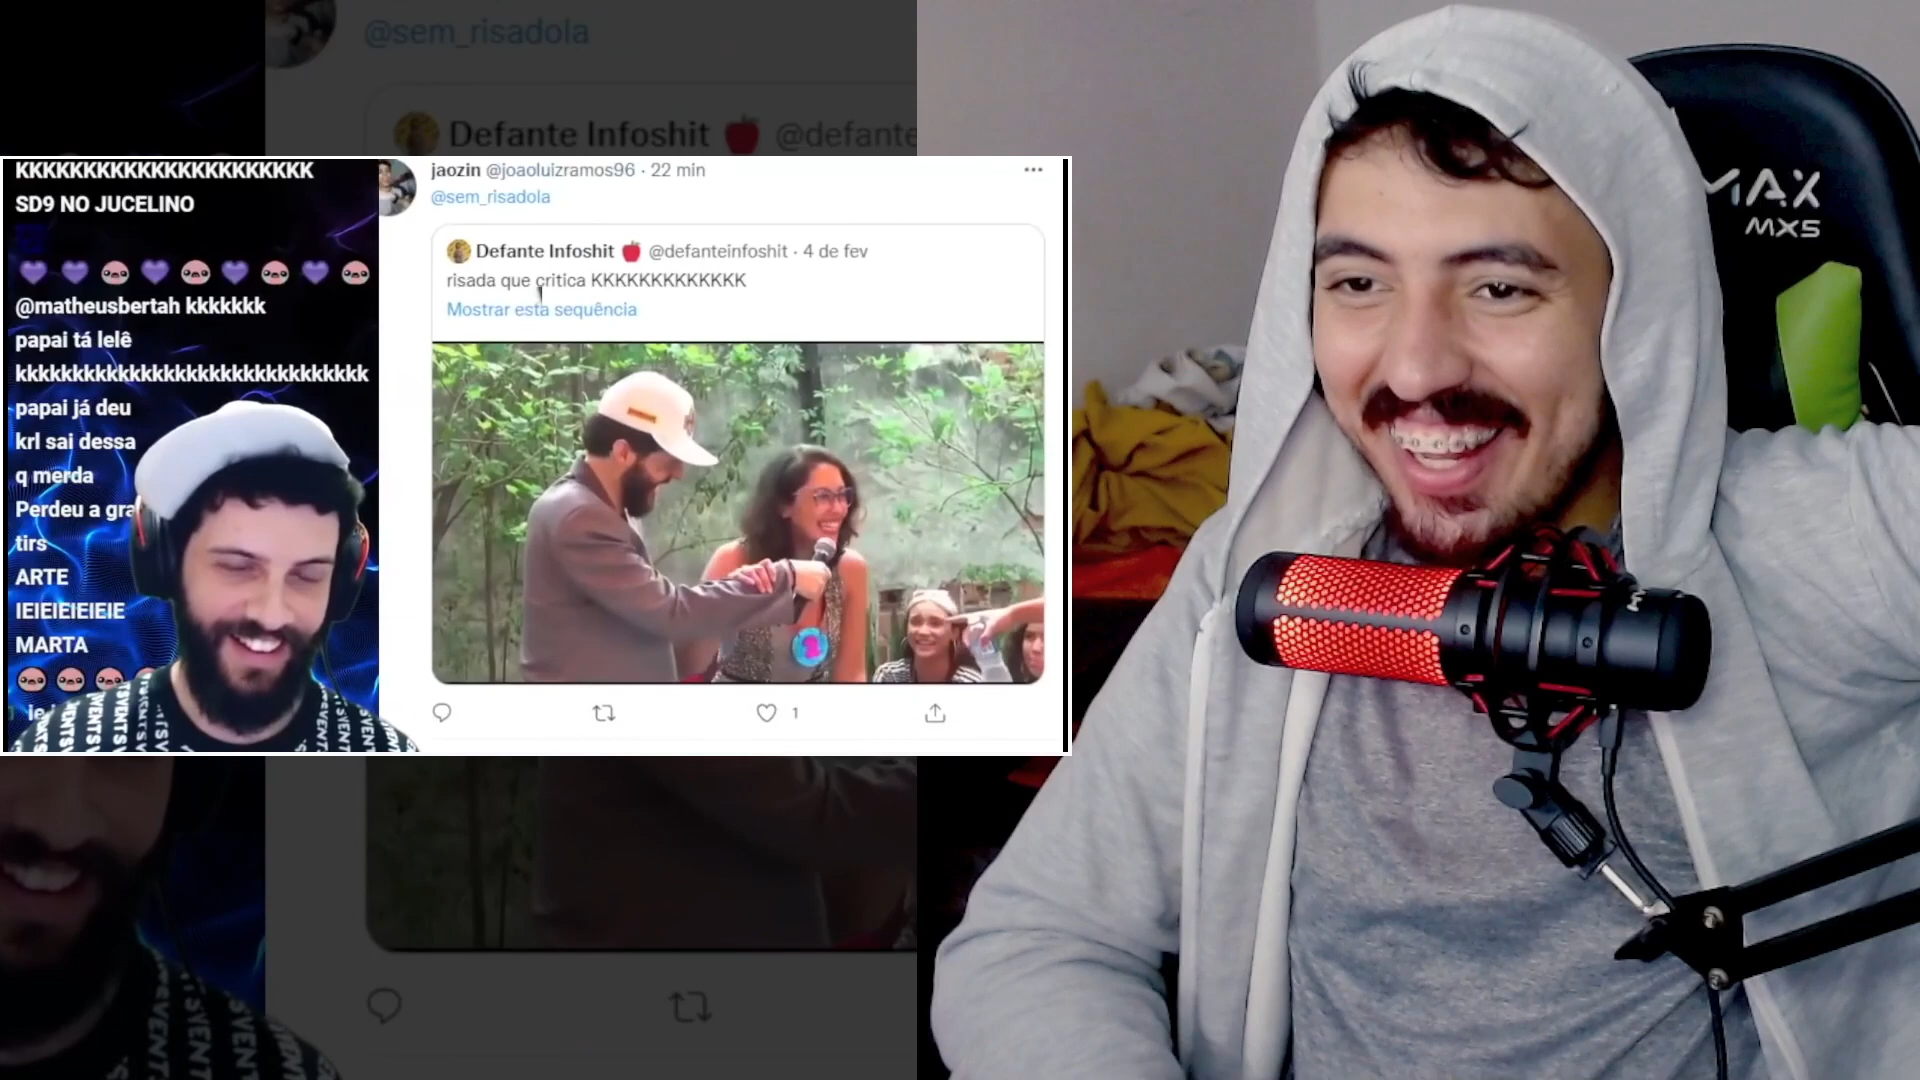 @sem_risadola
Defante Infoshit @defante
KKKKKKKKKKKKKKKKKKKKKK
SD9 NO JUCELINO
@matheusbertah kkkkkkk
papai tá lelê
kkkkkkkkkkkkkkkkkkkkkkkkkkkkkkk
papai já deu
krl sai dessa
q merda
Perdeu a gra
tirs
ARTE
IEIEIEIEIEIE
MARTA
jaozin @joaoluizramos96 · 22 min
@sem_risadola
Defante Infoshit @defanteinfoshit · 4 de fev
risada que critica KKKKKKKKKKKKK
Mostrar esta sequência
1
MAX
MX5